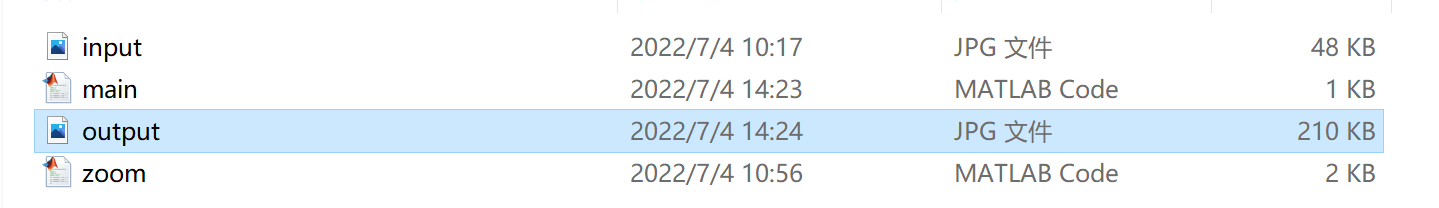 input 2022/7/4 10:17 JPG 文件 48 KB
main 2022/7/4 14:23 MATLAB Code 1 KB
output 2022/7/4 14:24 JPG 文件 210 KB
zoom 2022/7/4 10:56 MATLAB Code 2 KB